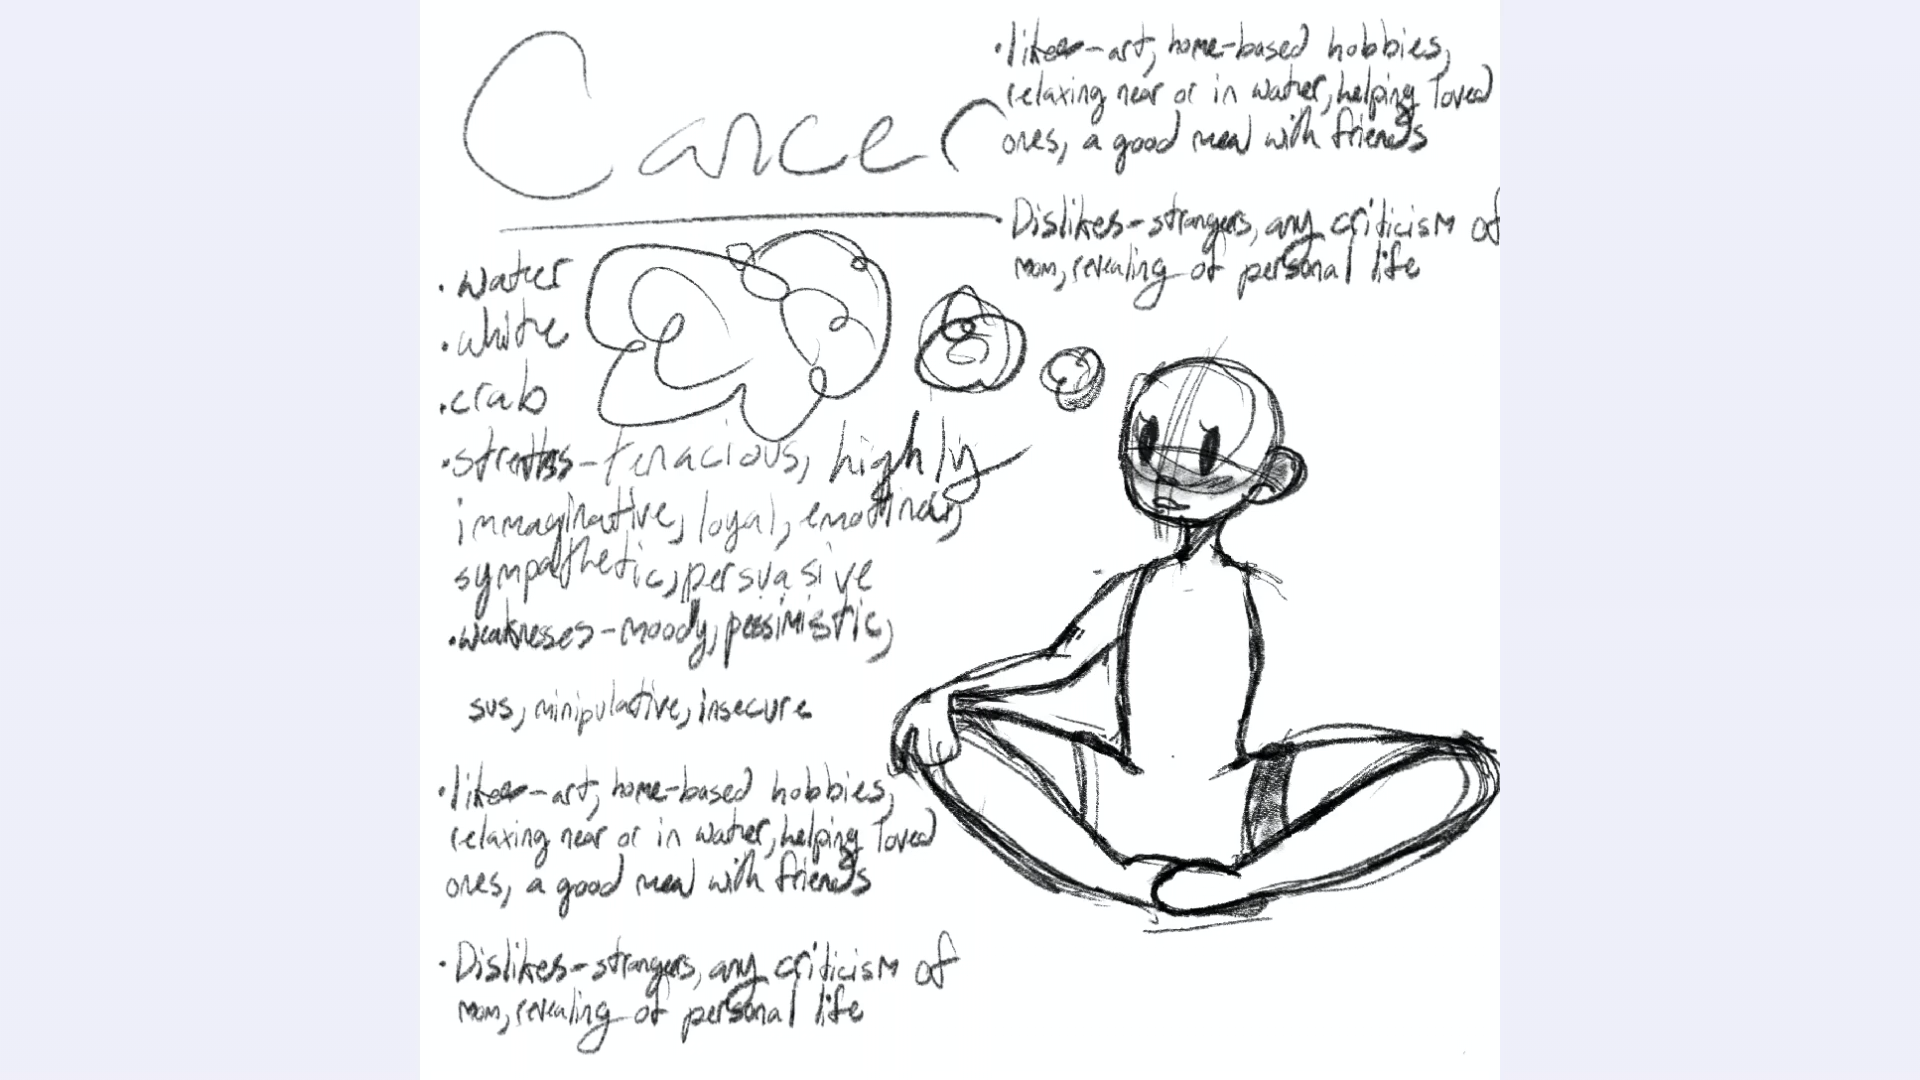 Cancer
• likes - art, home-based hobbies,
relaxing near or in water, helping loved
ones, a good meal with friends
• Dislikes - strangers, any criticism of
mom, revealing of personal life
• water
• white
• crab
• - tenacious, highly
immaginative, loyal, emotional,
sympathetic, persuasive
• weaknesses - moody, pessimistic,
sus, minipulative, insecure
• likes - art, home-based hobbies,
relaxing near or in water, helping loved
ones, a good meal with friends
• Dislikes - strangers, any criticism of
mom, revealing of personal life